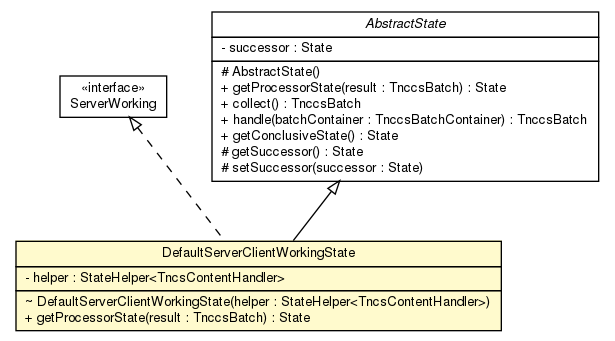 AbstractState
- successor : State
# AbstractState()
+ getProcessorState(result : TnccsBatch) : State
+ collect() : TnccsBatch
+ handle(batchContainer : TnccsBatchContainer) : TnccsBatch
+ getConclusiveState() : State
# getSuccessor() : State
# setSuccessor(successor : State)
«interface»
ServerWorking
DefaultServerClientWorkingState
- helper : StateHelper<TncsContentHandler>
~ DefaultServerClientWorkingState(helper : StateHelper<TncsContentHandler>)
+ getProcessorState(result : TnccsBatch) : State